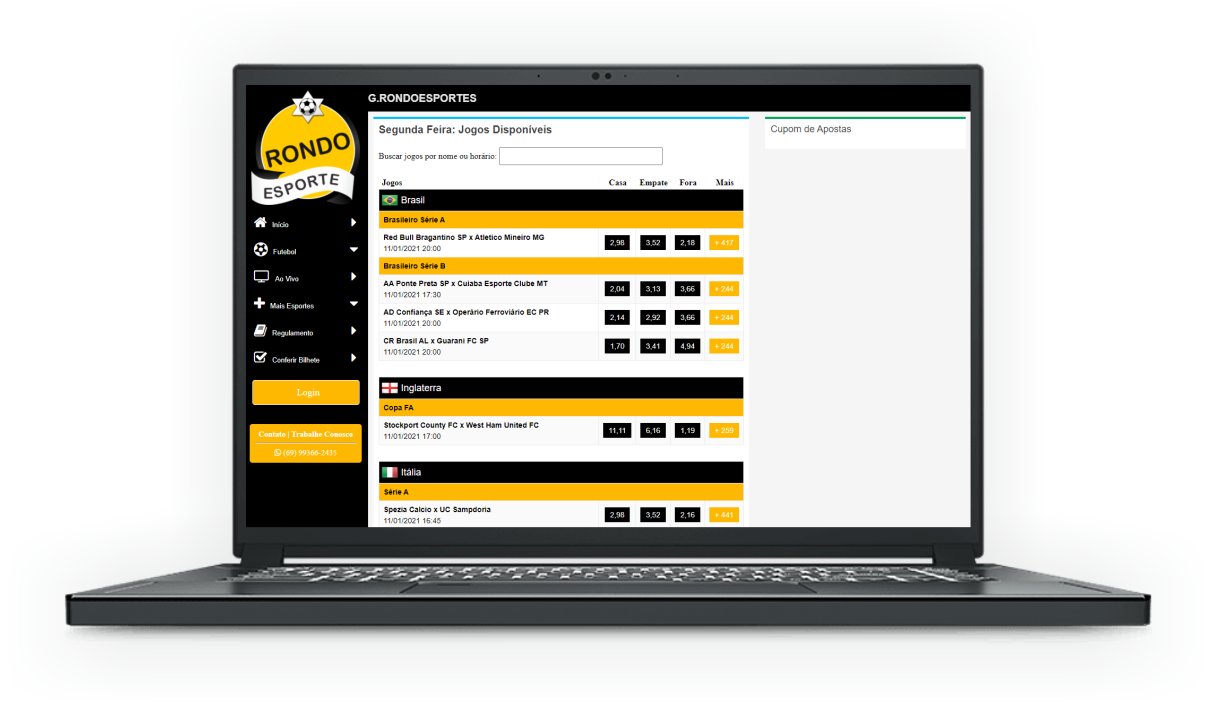 G.RONDOESPORTES
RONDO
ESPORTE
Início
Futebol
Ao Vivo
Mais Esportes
Regulamento
Conferir Bilhete
Login
Contato | Trabalhe Conosco
(69) 99366-2435
Segunda Feira: Jogos Disponíveis
Buscar jogos por nome ou horário:
Jogos Casa Empate Fora Mais
Brasil
Brasileiro Série A
Red Bull Bragantino SP x Atletico Mineiro MG
11/01/2021 20:00
2,98 3,52 2,18 + 417
Brasileiro Série B
AA Ponte Preta SP x Cuiaba Esporte Clube MT
11/01/2021 17:30
2,04 3,13 3,66 + 244
AD Confiança SE x Operário Ferroviário EC PR
11/01/2021 20:00
2,14 2,92 3,66 + 244
CR Brasil AL x Guarani FC SP
11/01/2021 20:00
1,70 3,41 4,94 + 244
Inglaterra
Copa FA
Stockport County FC x West Ham United FC
11/01/2021 17:00
11,11 6,16 1,19 + 259
Itália
Série A
Spezia Calcio x UC Sampdoria
11/01/2021 16:45
2,98 3,52 2,16 + 441
Cupom de Apostas